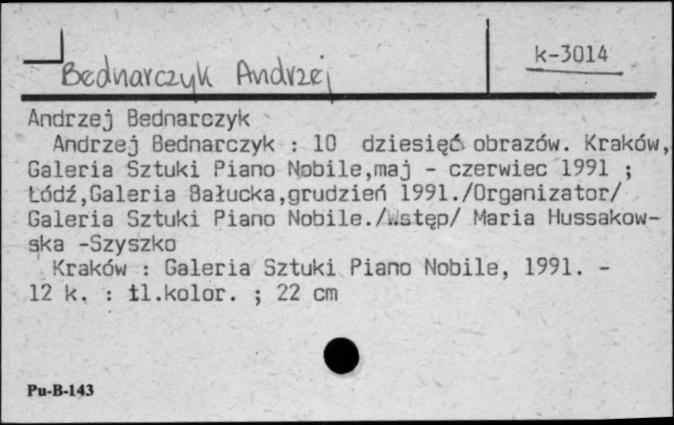 Bednarczyk Andrzej
k-3014
Andrzej Bednarczyk
Andrzej Bednarczyk : 10 dziesięć obrazów. Kraków,
Galeria Sztuki Piano Nobile,maj - czerwiec 1991 ;
Łódź,Galeria Bałucka,grudzień 1991./Organizator/
Galeria Sztuki Piano Nobile./Wstęp/ Maria Hussakow-
ska -Szyszko
Kraków : Galeria Sztuki Piano Nobile, 1991. -
12 k. : il.kolor. ; 22 cm
Pu-B-143